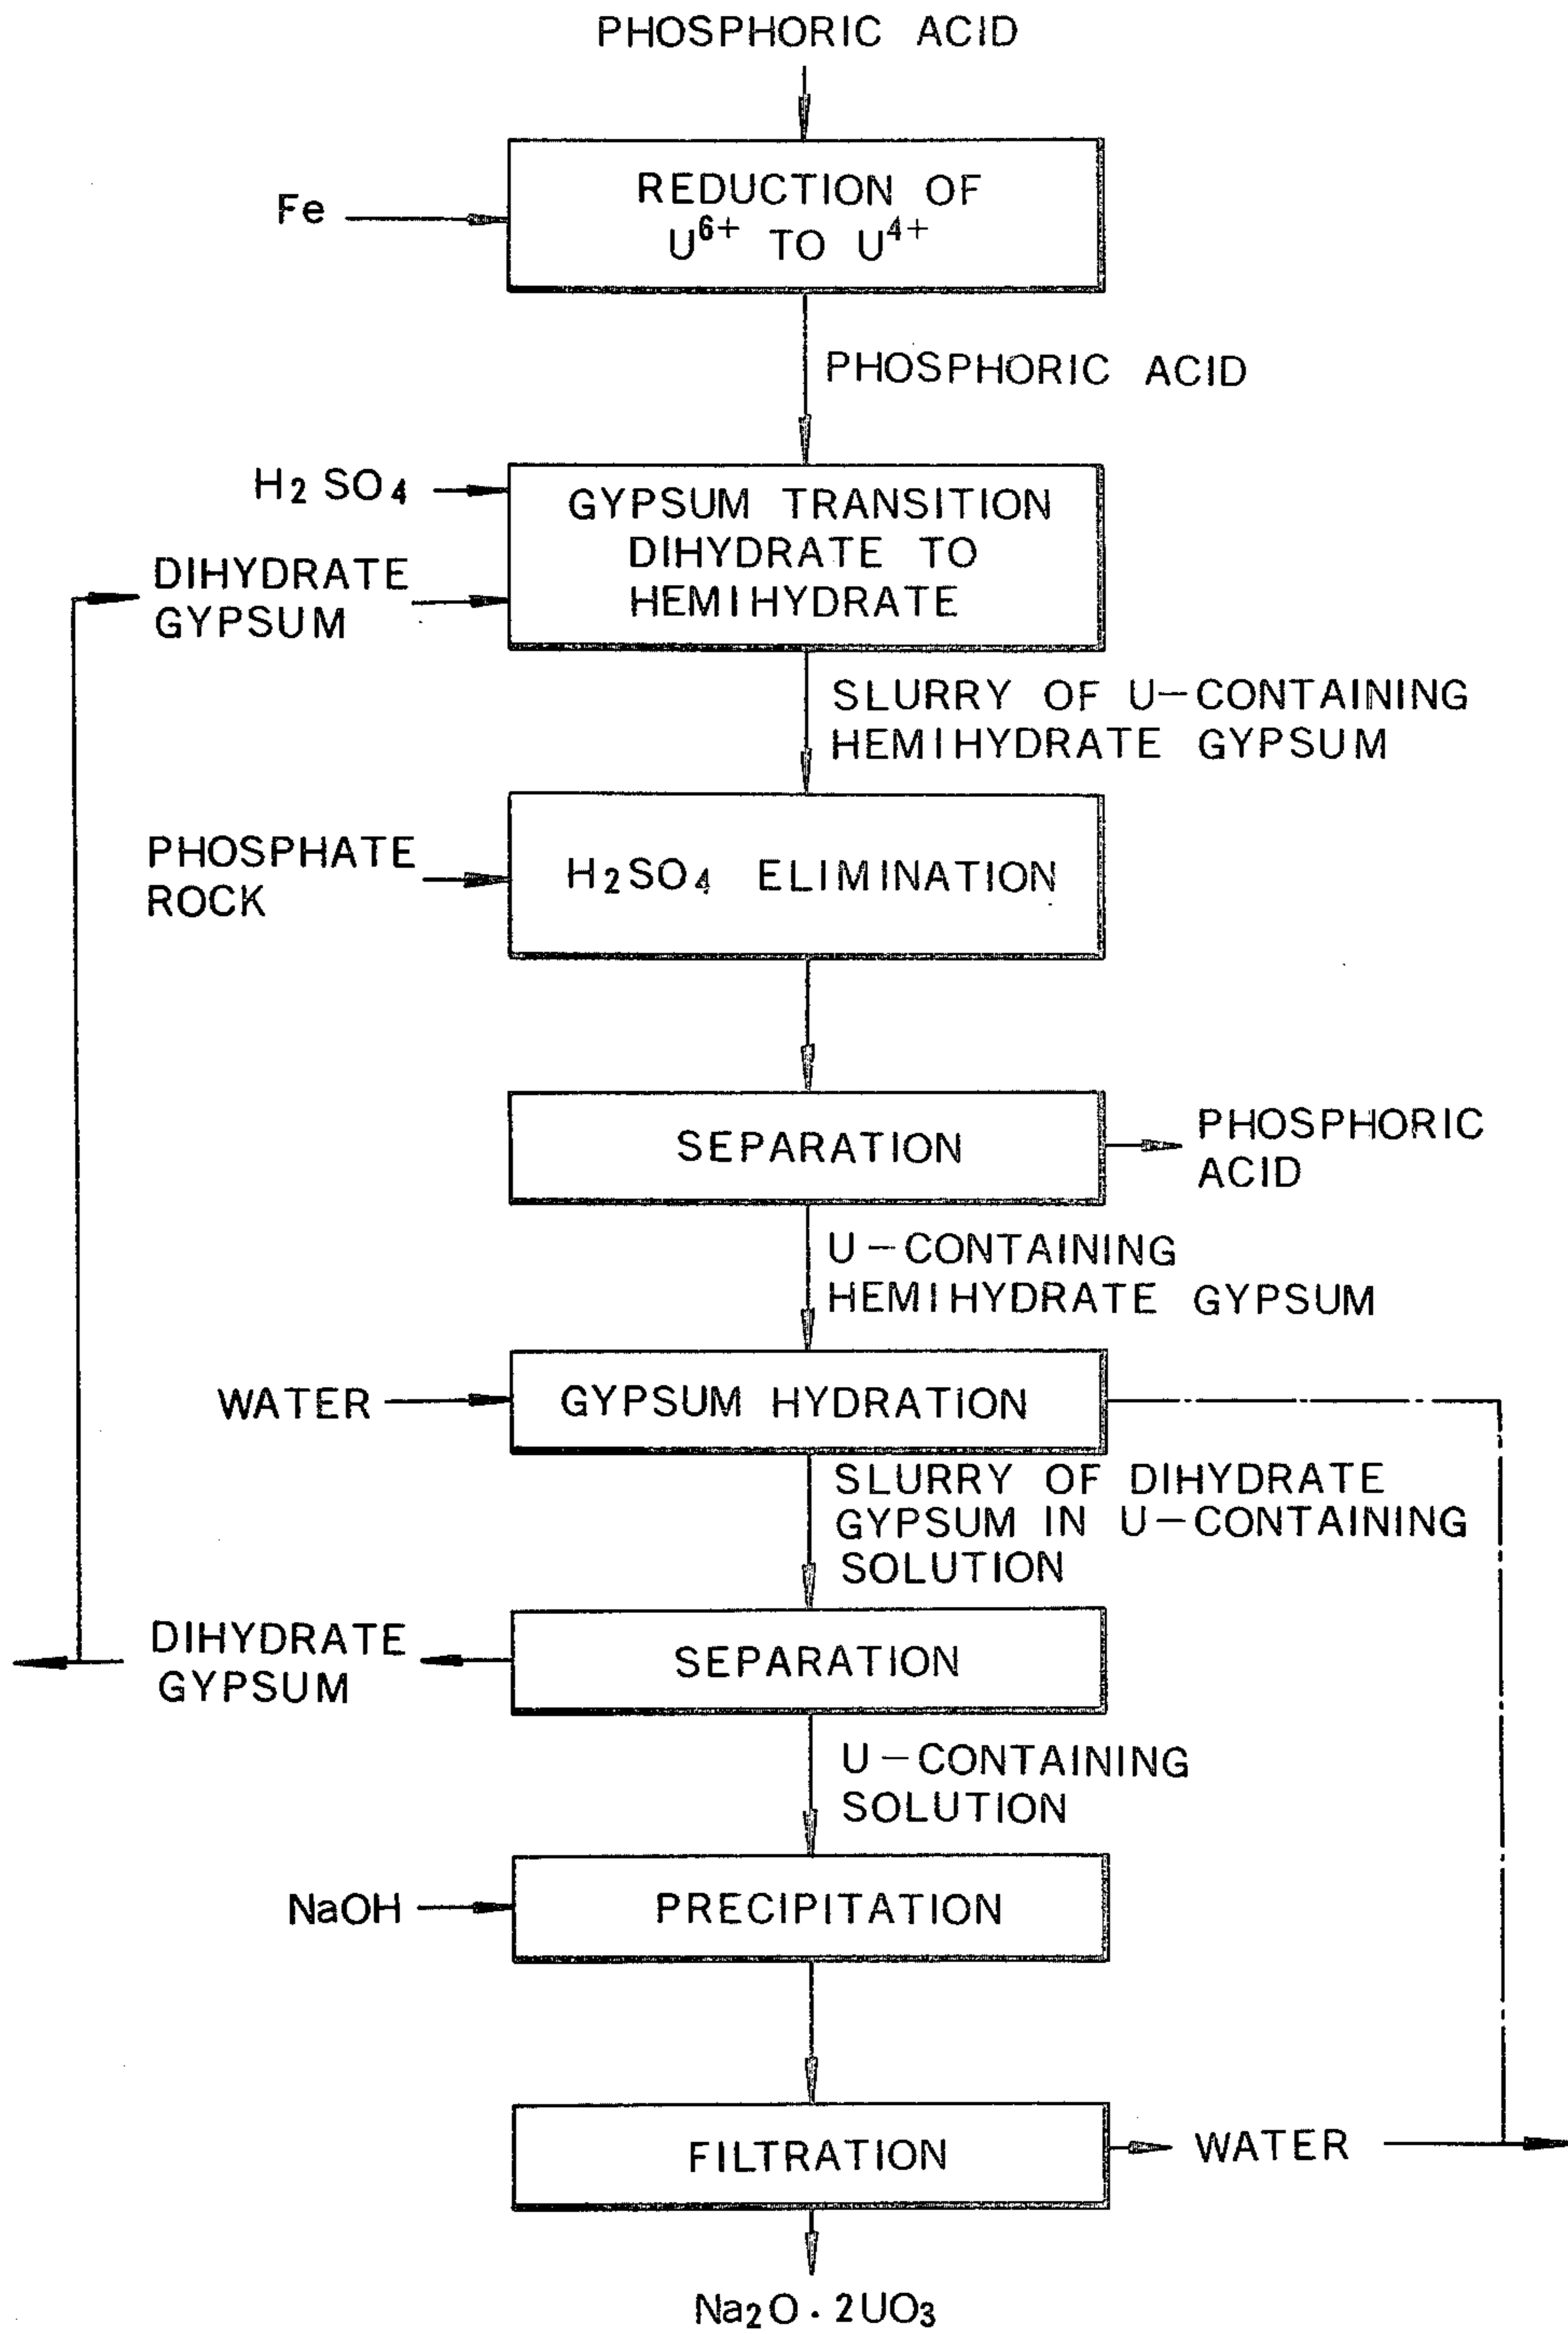 PHOSPHORIC ACID
Fe
REDUCTION OF
U⁶⁺ TO U⁴⁺
PHOSPHORIC ACID
H₂SO₄
DIHYDRATE
GYPSUM
GYPSUM TRANSITION
DIHYDRATE TO
HEMIHYDRATE
SLURRY OF U-CONTAINING
HEMIHYDRATE GYPSUM
PHOSPHATE
ROCK
H₂SO₄ ELIMINATION
SEPARATION
PHOSPHORIC
ACID
U-CONTAINING
HEMIHYDRATE GYPSUM
WATER
GYPSUM HYDRATION
SLURRY OF DIHYDRATE
GYPSUM IN U-CONTAINING
SOLUTION
DIHYDRATE
GYPSUM
SEPARATION
U-CONTAINING
SOLUTION
NaOH
PRECIPITATION
FILTRATION
WATER
Na₂O · 2UO₃